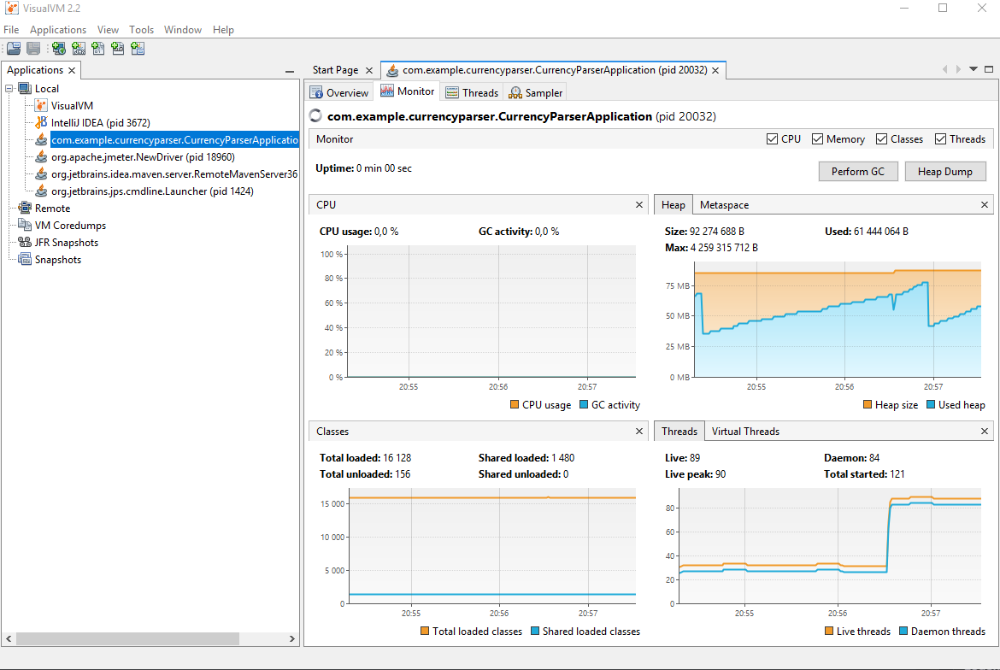 VisualVM 2.2
File Applications View Tools Window Help
Applications
Local
VisualVM
IntelliJ IDEA (pid 3672)
com.example.currencyparser.CurrencyParserApplicatio
org.apache.jmeter.NewDriver (pid 18960)
org.jetbrains.idea.maven.server.RemoteMavenServer36
org.jetbrains.jps.cmdline.Launcher (pid 1424)
Remote
VM Coredumps
JFR Snapshots
Snapshots
Start Page com.example.currencyparser.CurrencyParserApplication (pid 20032)
Overview Monitor Threads Sampler
com.example.currencyparser.CurrencyParserApplication (pid 20032)
Monitor CPU Memory Classes Threads
Uptime: 0 min 00 sec Perform GC Heap Dump
CPU
CPU usage: 0,0 % GC activity: 0,0 %
100 %
80 %
60 %
40 %
20 %
0 %
20:55 20:56 20:57
CPU usage GC activity
Heap Metaspace
Size: 92 274 688 B Used: 61 444 064 B
Max: 4 259 315 712 B
75 MB
50 MB
25 MB
0 MB
20:55 20:56 20:57
Heap size Used heap
Classes
Total loaded: 16 128 Shared loaded: 1 480
Total unloaded: 156 Shared unloaded: 0
15 000
10 000
5 000
0
20:55 20:56 20:57
Total loaded classes Shared loaded classes
Threads Virtual Threads
Live: 89 Daemon: 84
Live peak: 90 Total started: 121
80
60
40
20
0
20:55 20:56 20:57
Live threads Daemon threads